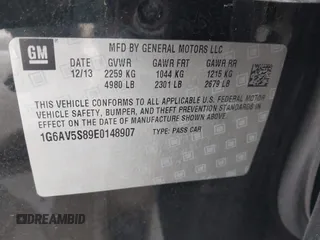 GM
MFD BY GENERAL MOTORS LLC
DATE GVWR GAWR FRT GAWR RR
12/13 2259 KG 1044 KG 1215 KG
4980 LB 2301 LB 2679 LB
THIS VEHICLE CONFORMS TO ALL APPLICABLE U.S. FEDERAL MOTOR
VEHICLE SAFETY, BUMPER, AND THEFT PREVENTION STANDARDS IN
EFFECT ON THE DATE OF MANUFACTURE SHOWN ABOVE.
1G6AV5S89E0148907 TYPE: PASS CAR
DREAMBID